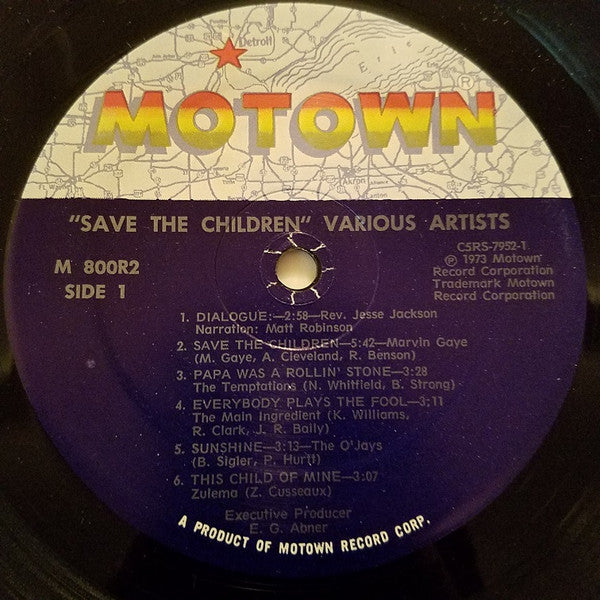 Detroit
Erie
MOTOWN
"SAVE THE CHILDREN" VARIOUS ARTISTS
M 800R2
SIDE 1
CSRS-7952-1
℗ 1973 Motown
Record Corporation
Trademark Motown
Record Corporation
1. DIALOGUE:—2:58—Rev. Jesse Jackson
Narration: Matt Robinson
2. SAVE THE CHILDREN—5:42—Marvin Gaye
(M. Gaye, A. Cleveland, R. Benson)
3. PAPA WAS A ROLLIN' STONE—3:28
The Temptations (N. Whitfield, B. Strong)
4. EVERYBODY PLAYS THE FOOL—3:11
The Main Ingredient (K. Williams,
R. Clark, J. R. Baily)
5. SUNSHINE—3:13—The O'Jays
(B. Sigler, P. Hurtt)
6. THIS CHILD OF MINE—3:07
Zulema (Z. Cusseaux)
Executive Producer
E. G. Abner
A PRODUCT OF MOTOWN RECORD CORP.